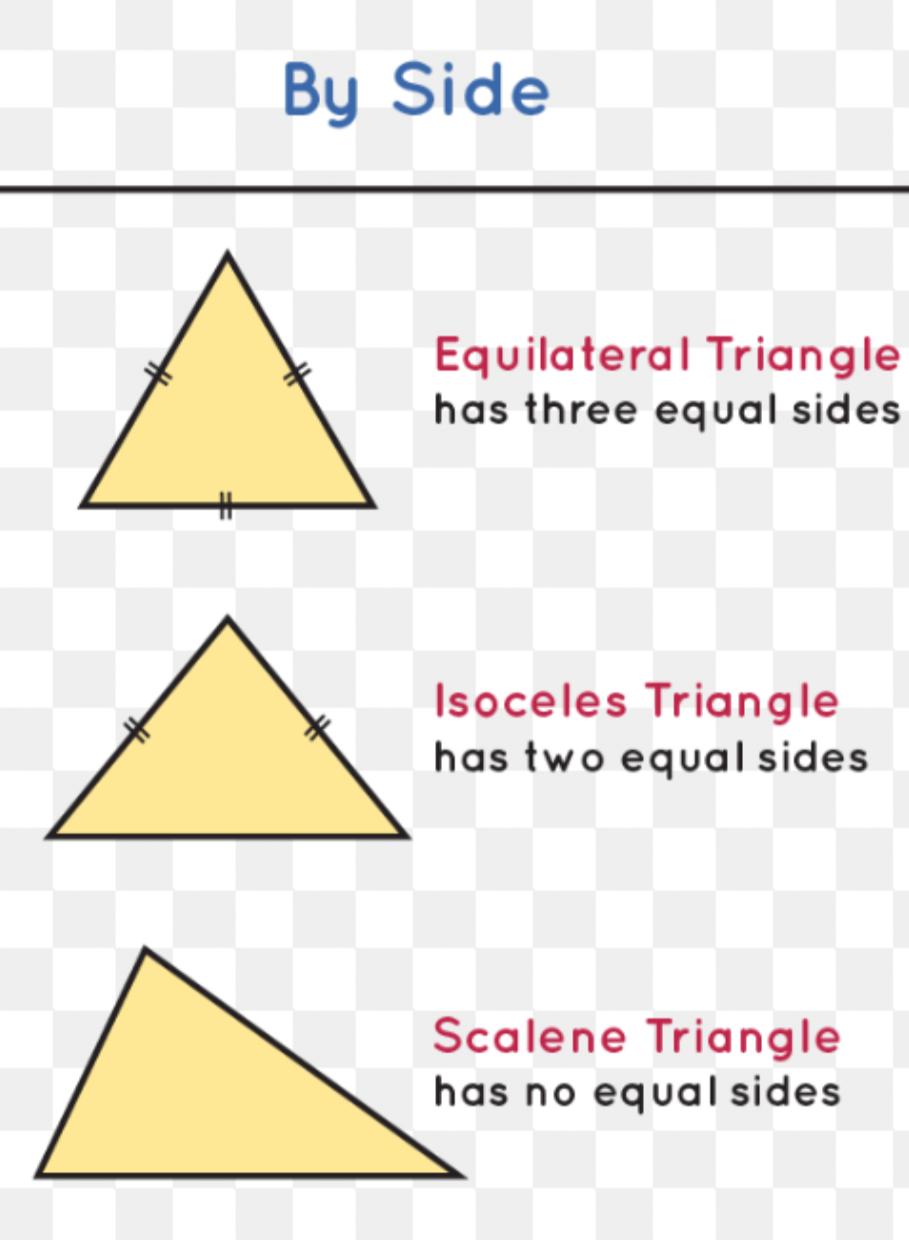 By Side
Equilateral Triangle
has three equal sides
Isoceles Triangle
has two equal sides
Scalene Triangle
has no equal sides